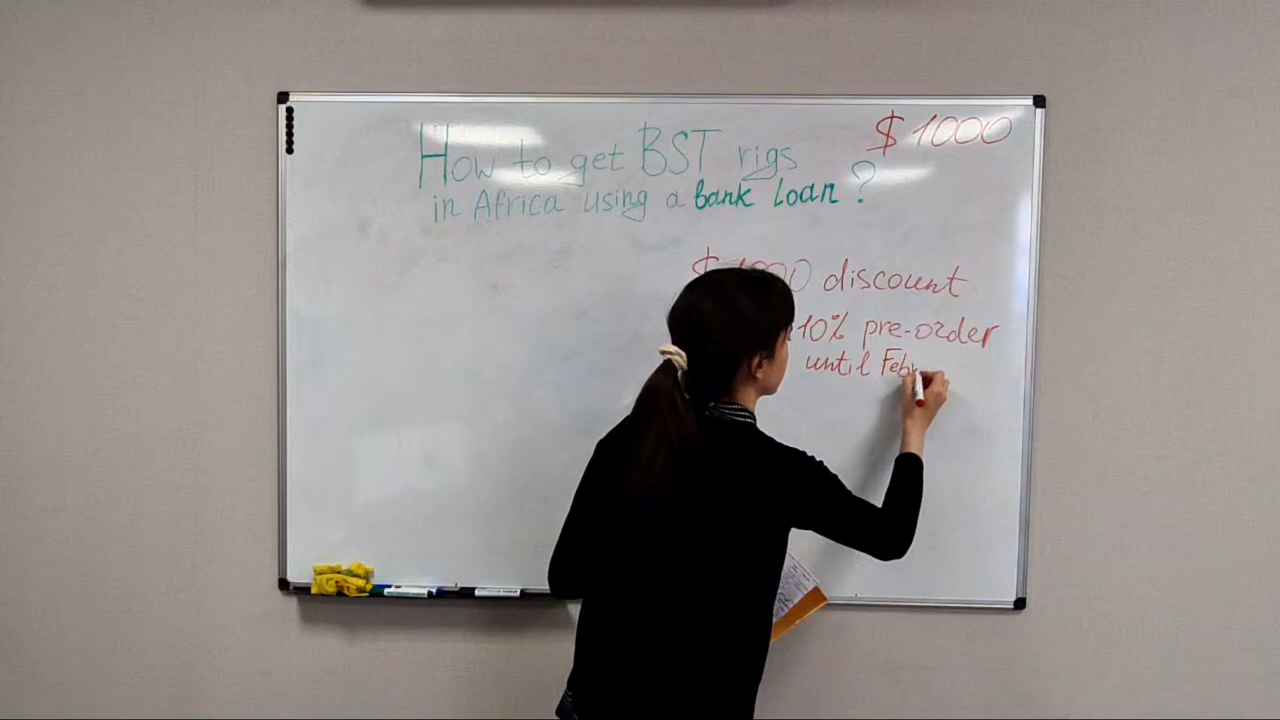 How to get BST rigs
in Africa using a bank loan?
$1000
discount
10% pre-order
until Feb